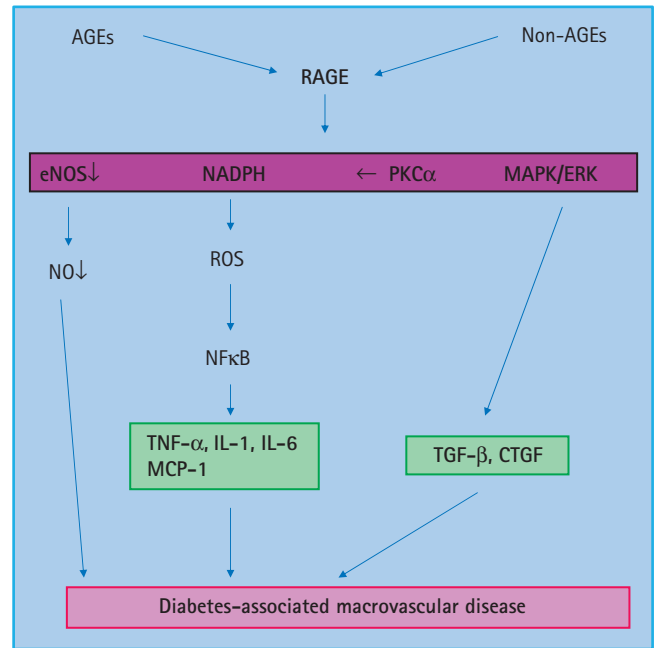 AGEs
Non-AGEs
RAGE
eNOS↓ NADPH ← PKCα MAPK/ERK
NO↓
ROS
NFκB
TNF-α, IL-1, IL-6
MCP-1
TGF-β, CTGF
Diabetes-associated macrovascular disease